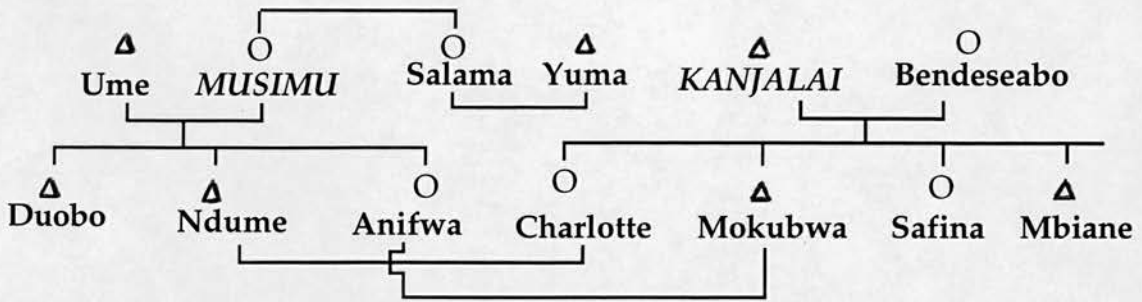 Ume MUSIMU Salama Yuma KANJALAI Bendeseabo
Duobo Ndume Anifwa Charlotte Mokubwa Safina Mbiane